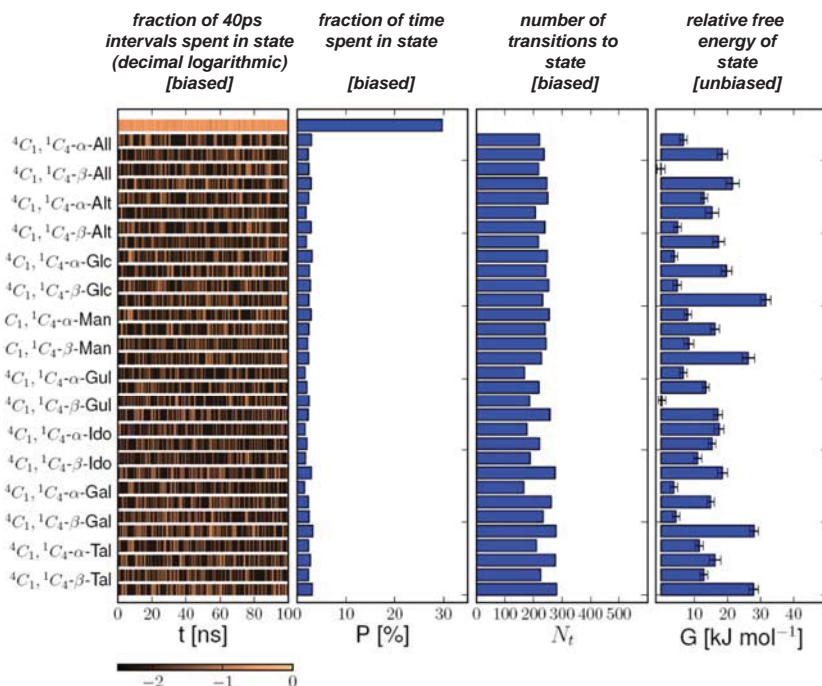 fraction of 40ps
intervals spent in state
(decimal logarithmic)
[biased]
fraction of time
spent in state
[biased]
number of
transitions to
state
[biased]
relative free
energy of
state
[unbiased]
⁴C₁, ¹C₄-α-All
⁴C₁, ¹C₄-β-All
⁴C₁, ¹C₄-α-Alt
⁴C₁, ¹C₄-β-Alt
⁴C₁, ¹C₄-α-Glc
⁴C₁, ¹C₄-β-Glc
C₁, ¹C₄-α-Man
C₁, ¹C₄-β-Man
⁴C₁, ¹C₄-α-Gul
⁴C₁, ¹C₄-β-Gul
⁴C₁, ¹C₄-α-Ido
⁴C₁, ¹C₄-β-Ido
⁴C₁, ¹C₄-α-Gal
⁴C₁, ¹C₄-β-Gal
⁴C₁, ¹C₄-α-Tal
⁴C₁, ¹C₄-β-Tal
0 20 40 60 80 100
t [ns]
0 10 20 30
P [%]
0 100 200 300 400 500
Nₜ
0 10 20 30 40
G [kJ mol⁻¹]
−2 −1 0